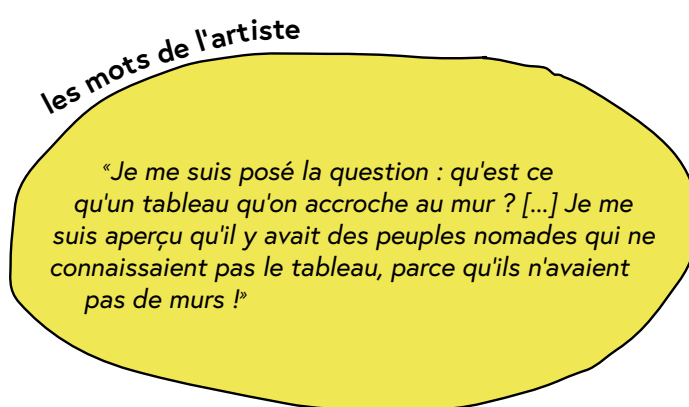 les mots de l'artiste
«Je me suis posé la question : qu'est ce
qu'un tableau qu'on accroche au mur ? [...] Je me
suis aperçu qu'il y avait des peuples nomades qui ne
connaissaient pas le tableau, parce qu'ils n'avaient
pas de murs !»